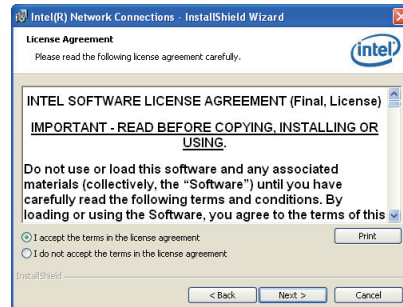 Intel(R) Network Connections - InstallShield Wizard
License Agreement
Please read the following license agreement carefully.
intel
INTEL SOFTWARE LICENSE AGREEMENT (Final, License)
IMPORTANT - READ BEFORE COPYING, INSTALLING OR
USING.
Do not use or load this software and any associated
materials (collectively, the “Software”) until you have
carefully read the following terms and conditions. By
loading or using the Software, you agree to the terms of this
I accept the terms in the license agreement
Print
I do not accept the terms in the license agreement
InstallShield
< Back
Next >
Cancel